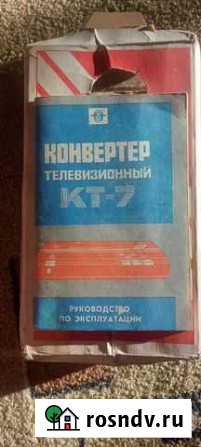 КОНВЕРТЕР
ТЕЛЕВИЗИОННЫЙ
КТ-7
РУКОВОДСТВО
ПО ЭКСПЛУАТАЦИИ
rosndv.ru